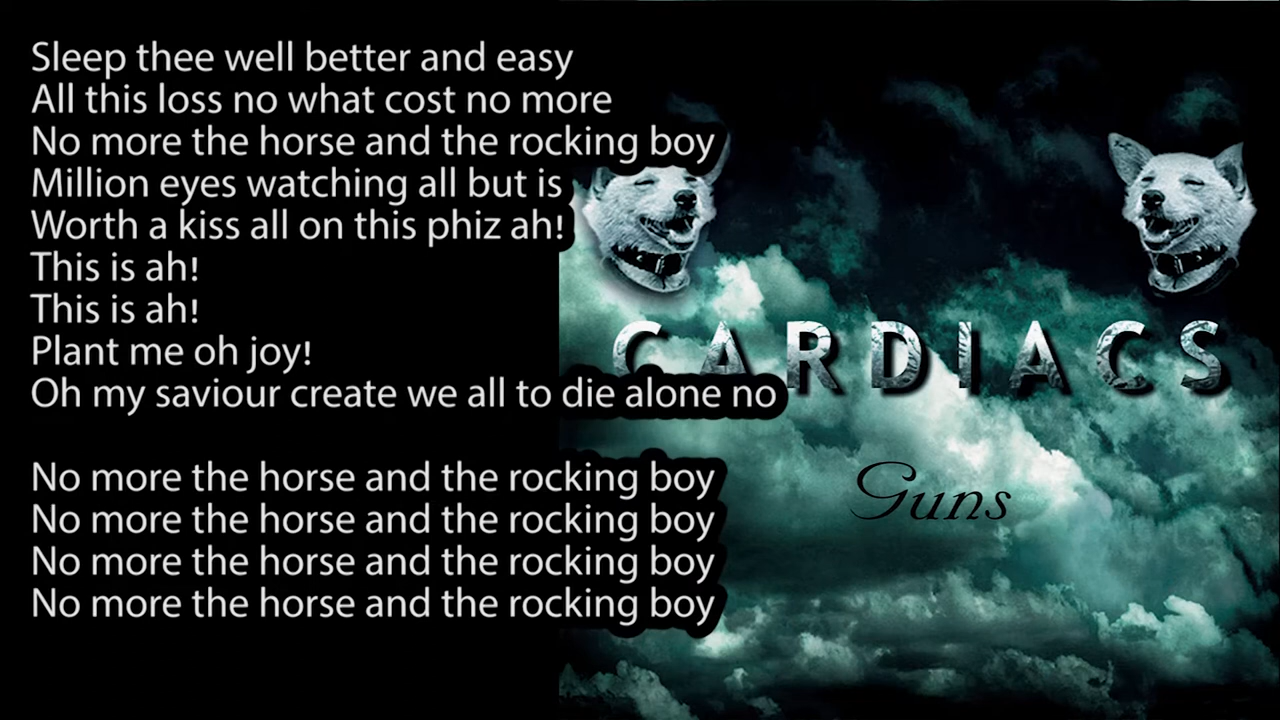 Sleep thee well better and easy
All this loss no what cost no more
No more the horse and the rocking boy
Million eyes watching all but is
Worth a kiss all on this phiz ah!
This is ah!
This is ah!
Plant me oh joy!
Oh my saviour create we all to die alone no
No more the horse and the rocking boy
No more the horse and the rocking boy
No more the horse and the rocking boy
No more the horse and the rocking boy
CARDIACS
Guns